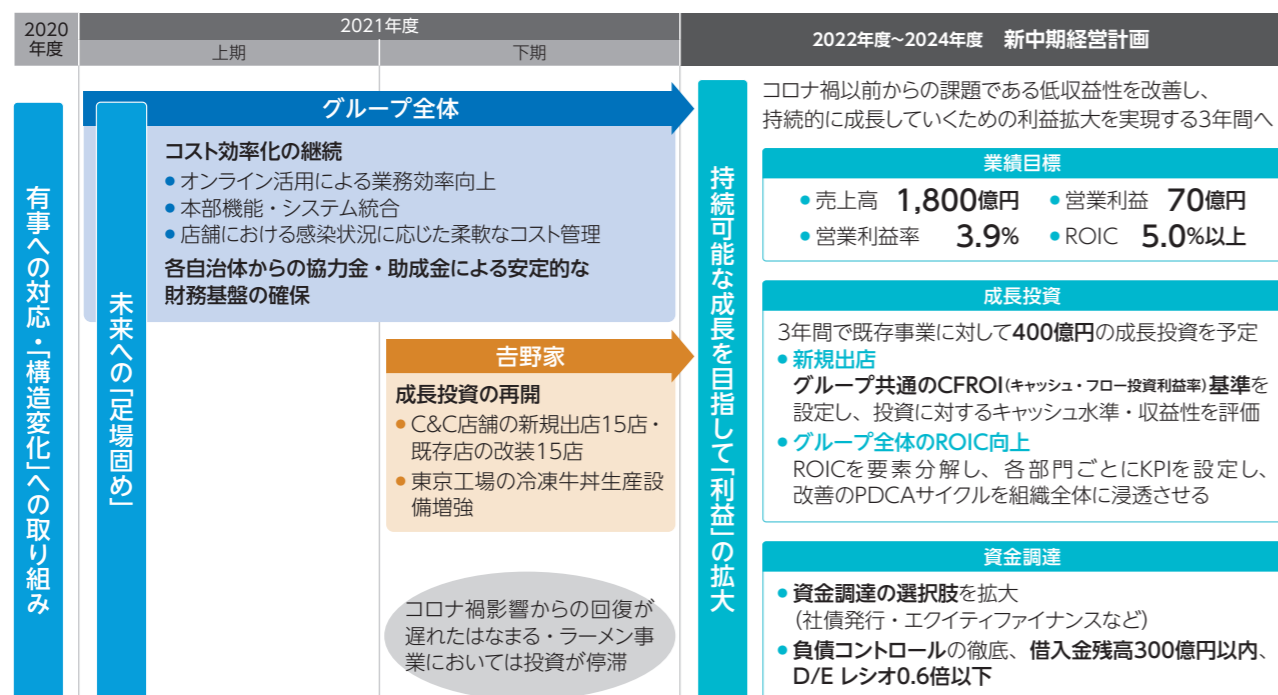 2020
年度
2021年度
上期
下期
2022年度~2024年度 新中期経営計画
有事への対応・「構造変化」への取り組み
未来への「足場固め」
グループ全体
コスト効率化の継続
●オンライン活用による業務効率向上
●本部機能・システム統合
●店舗における感染状況に応じた柔軟なコスト管理
各自治体からの協力金・助成金による安定的な
財務基盤の確保
吉野家
成長投資の再開
●C&C店舗の新規出店15店・
既存店の改装15店
●東京工場の冷凍牛丼生産設
備増強
コロナ禍影響からの回復が
遅れたはなまる・ラーメン事
業においては投資が停滞
持続可能な成長を目指して「利益」の拡大
コロナ禍以前からの課題である低収益性を改善し、
持続的に成長していくための利益拡大を実現する3年間へ
業績目標
●売上高 1,800億円 ●営業利益 70億円
●営業利益率 3.9% ●ROIC 5.0%以上
成長投資
3年間で既存事業に対して400億円の成長投資を予定
●新規出店
グループ共通のCFROI(キャッシュ・フロー投資利益率)基準を
設定し、投資に対するキャッシュ水準・収益性を評価
●グループ全体のROIC向上
ROICを要素分解し、各部門ごとにKPIを設定し、
改善のPDCAサイクルを組織全体に浸透させる
資金調達
●資金調達の選択肢を拡大
(社債発行・エクイティファイナンスなど)
●負債コントロールの徹底、借入金残高300億円以内、
D/E レシオ0.6倍以下